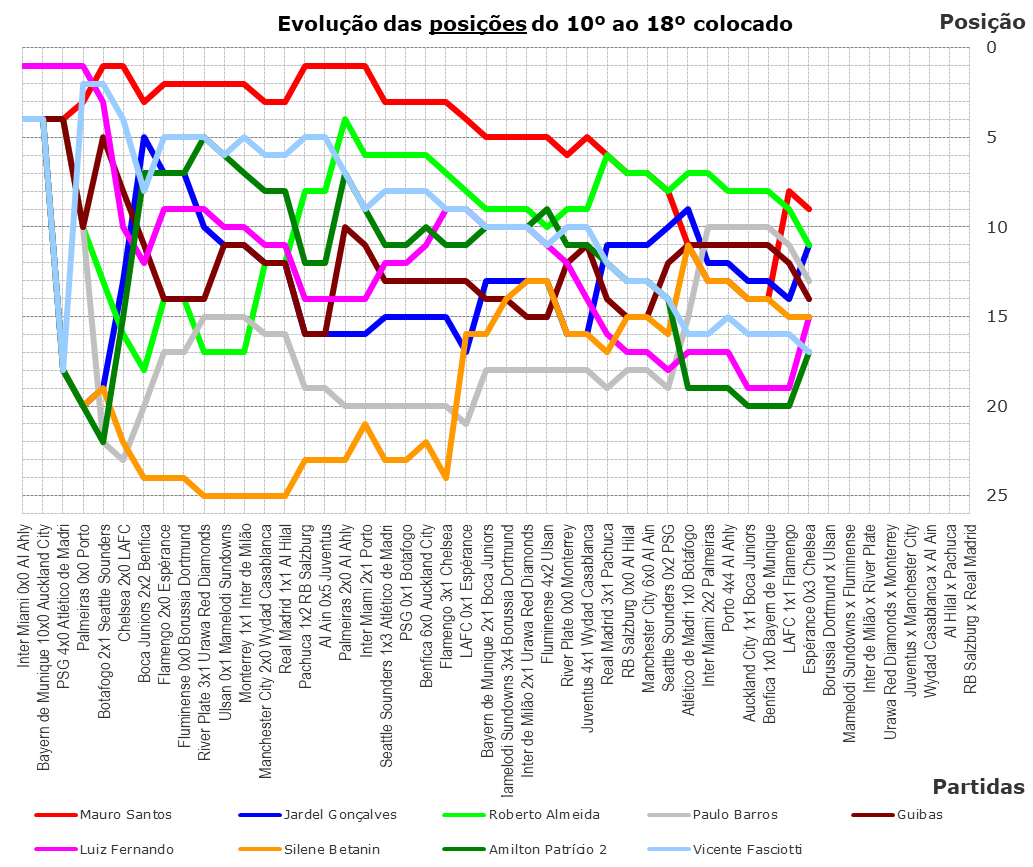 Evolução das posições do 10º ao 18º colocado
Posição
0
5
10
15
20
25
Inter Miami 0x0 Al Ahly
Bayern de Munique 10x0 Auckland City
PSG 4x0 Atlético de Madri
Palmeiras 0x0 Porto
Botafogo 2x1 Seattle Sounders
Chelsea 2x0 LAFC
Boca Juniors 2x2 Benfica
Flamengo 2x0 Espérance
Fluminense 0x0 Borussia Dortmund
River Plate 3x1 Urawa Red Diamonds
Ulsan 0x1 Mamelodi Sundowns
Monterrey 1x1 Inter de Milão
Manchester City 2x0 Wydad Casablanca
Real Madrid 1x1 Al Hilal
Pachuca 1x2 RB Salzburg
Al Ain 0x5 Juventus
Palmeiras 2x0 Al Ahly
Inter Miami 2x1 Porto
Seattle Sounders 1x3 Atlético de Madri
PSG 0x1 Botafogo
Benfica 6x0 Auckland City
Flamengo 3x1 Chelsea
LAFC 0x1 Espérance
Bayern de Munique 2x1 Boca Juniors
lamelodi Sundowns 3x4 Borussia Dortmund
Inter de Milão 2x1 Urawa Red Diamonds
Fluminense 4x2 Ulsan
River Plate 0x0 Monterrey
Juventus 4x1 Wydad Casablanca
Real Madrid 3x1 Pachuca
RB Salzburg 0x0 Al Hilal
Manchester City 6x0 Al Ain
Seattle Sounders 0x2 PSG
Atlético de Madri 1x0 Botafogo
Inter Miami 2x2 Palmeiras
Porto 4x4 Al Ahly
Auckland City 1x1 Boca Juniors
Benfica 1x0 Bayern de Munique
LAFC 1x1 Flamengo
Espérance 0x3 Chelsea
Borussia Dortmund x Ulsan
Mamelodi Sundowns x Fluminense
Inter de Milão x River Plate
Urawa Red Diamonds x Monterrey
Juventus x Manchester City
Wydad Casablanca x Al Ain
Al Hilal x Pachuca
RB Salzburg x Real Madrid
Partidas
Mauro Santos Jardel Gonçalves Roberto Almeida Paulo Barros Guibas
Luiz Fernando Silene Betanin Amilton Patrício 2 Vicente Fasciotti